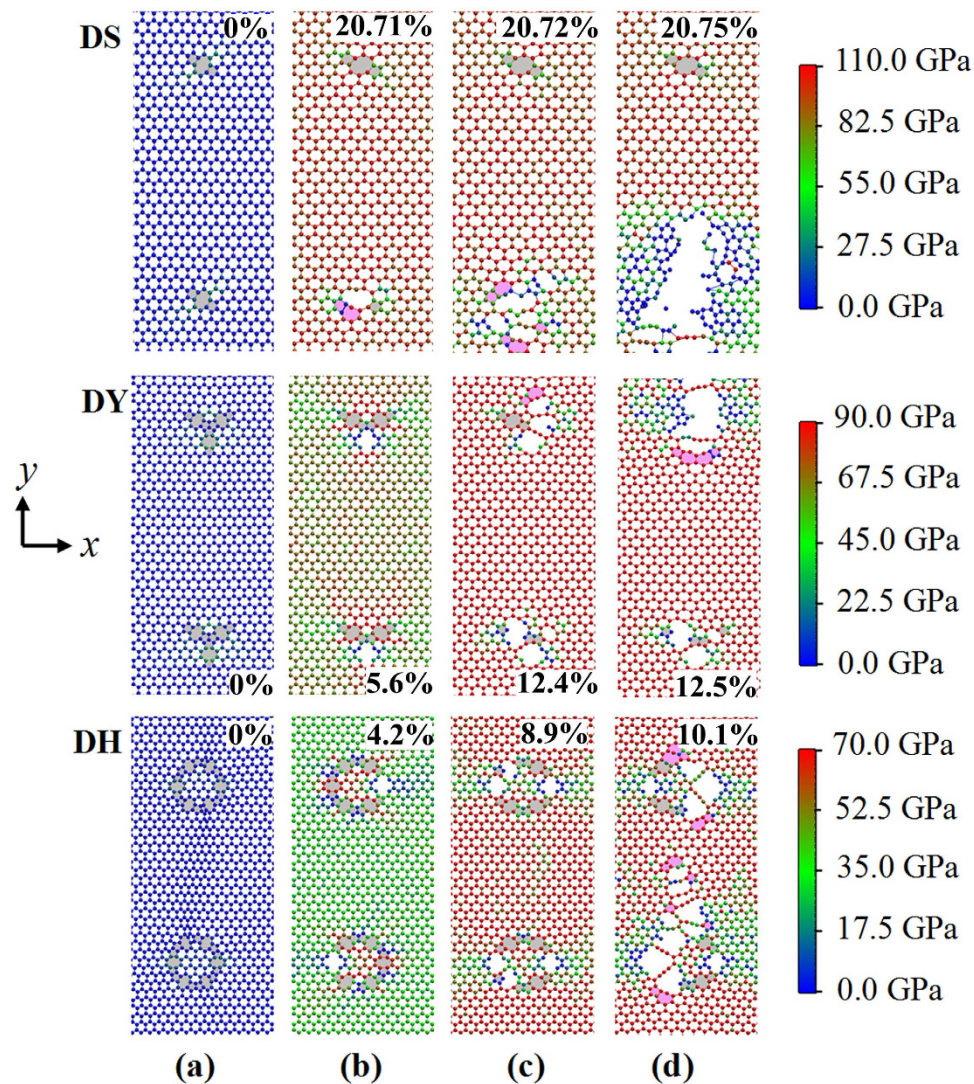 DS
0%
20.71%
20.72%
20.75%
110.0 GPa
82.5 GPa
55.0 GPa
27.5 GPa
0.0 GPa
DY
0%
5.6%
12.4%
12.5%
90.0 GPa
67.5 GPa
45.0 GPa
22.5 GPa
0.0 GPa
y
x
DH
0%
4.2%
8.9%
10.1%
70.0 GPa
52.5 GPa
35.0 GPa
17.5 GPa
0.0 GPa
(a)
(b)
(c)
(d)